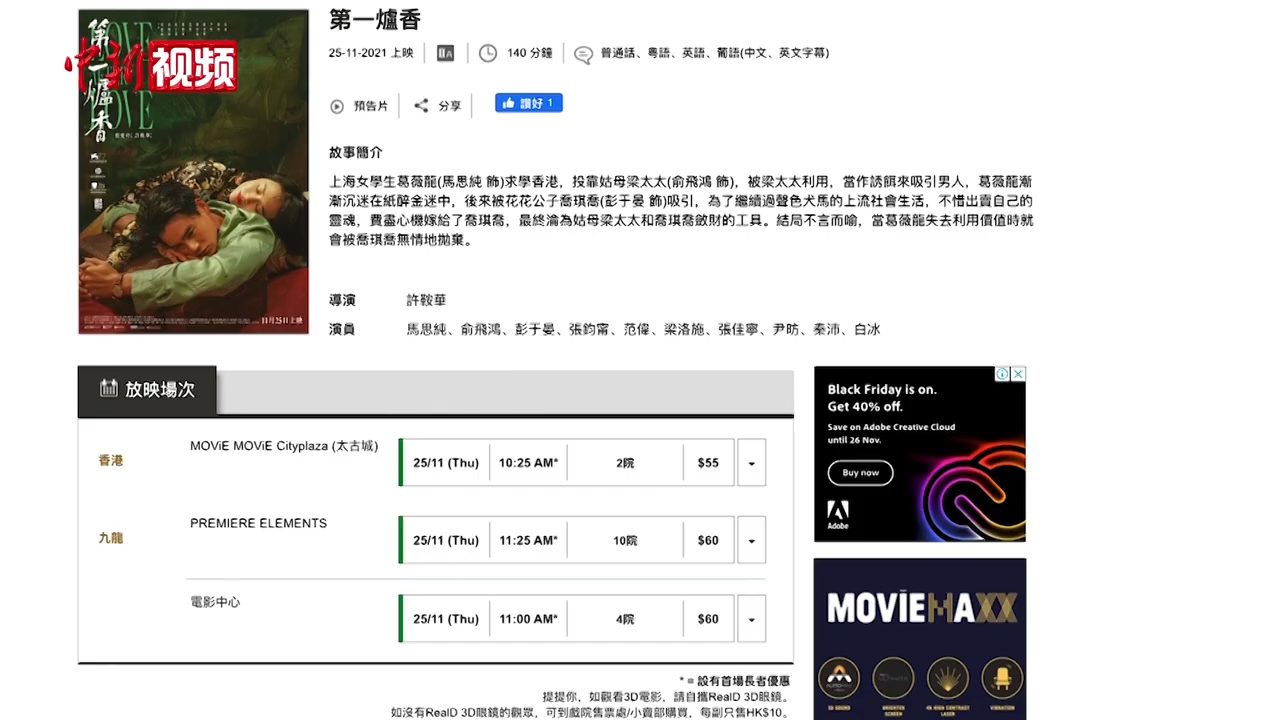 第一爐香
中新视频
第一爐香
LOVE
LOVE
11月25日上映
25-11-2021 上映
IIA
140 分鐘
普通話、粵語、英語、葡語(中文、英文字幕)
預告片
分享
讚好 1
故事簡介
上海女學生葛薇龍(馬思純 飾)求學香港，投靠姑母梁太太(俞飛鴻 飾)，被梁太太利用，當作誘餌來吸引男人，葛薇龍漸
漸沉迷在紙醉金迷中，後來被花花公子喬琪喬(彭于晏 飾)吸引，為了繼續過聲色犬馬的上流社會生活，不惜出賣自己的
靈魂，費盡心機嫁給了喬琪喬，最終淪為姑母梁太太和喬琪喬斂財的工具。結局不言而喻，當葛薇龍失去利用價值時就
會被喬琪喬無情地拋棄。
導演 許鞍華
演員 馬思純、俞飛鴻、彭于晏、張鈞甯、范偉、梁洛施、張佳寧、尹昉、秦沛、白冰
放映場次
香港
MOViE MOViE Cityplaza (太古城)
25/11 (Thu) 10:25 AM* 2院 $55
九龍
PREMIERE ELEMENTS
25/11 (Thu) 11:25 AM* 10院 $60
電影中心
25/11 (Thu) 11:00 AM* 4院 $60
* = 設有首場長者優惠
提提你，如觀看3D電影，請自攜RealD 3D眼鏡。
如沒有RealD 3D眼鏡的觀眾，可到戲院售票處/小賣部購買，每副只售HK$10。
Black Friday is on.
Get 40% off.
Save on Adobe Creative Cloud
until 26 Nov.
Buy now
Adobe
MOViEMAXX
3D SOUND
BRIGHTER
SCREEN
4K HIGH CONTRAST
LASER
VIBRATION